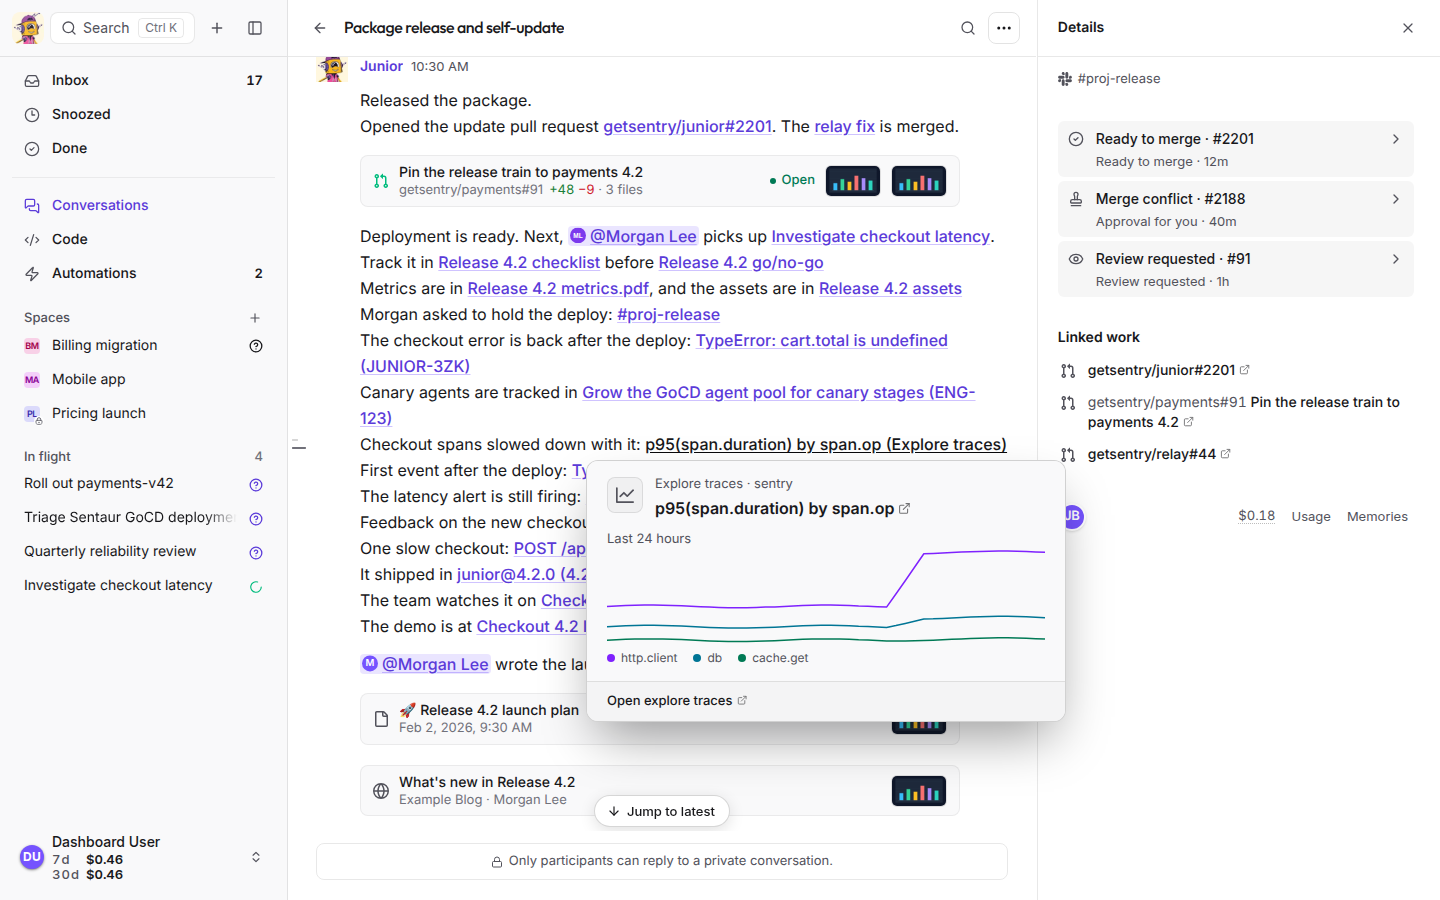 Search Ctrl K
Inbox 17
Snoozed
Done
Conversations
Code
Automations 2
Spaces
BM Billing migration
MA Mobile app
PL Pricing launch
In flight 4
Roll out payments-v42
Triage Sentaur GoCD
Quarterly reliability review
Investigate checkout latency
DU Dashboard User
7d $0.46
30d $0.46
Package release and self-update
Junior 10:30 AM
Released the package.
Opened the update pull request getsentry/junior#2201. The relay fix is merged.
Pin the release train to payments 4.2
getsentry/payments#91 +48 −9 · 3 files
Open
Deployment is ready. Next, ML @Morgan Lee picks up Investigate checkout latency.
Track it in Release 4.2 checklist before Release 4.2 go/no-go
Metrics are in Release 4.2 metrics.pdf, and the assets are in Release 4.2 assets
Morgan asked to hold the deploy: #proj-release
The checkout error is back after the deploy: TypeError: cart.total is undefined
(JUNIOR-3ZK)
Canary agents are tracked in Grow the GoCD agent pool for canary stages (ENG-
123)
Checkout spans slowed down with it: p95(span.duration) by span.op (Explore traces)
First event after the deploy:
The latency alert is still firing:
Feedback on the new
One slow checkout: POST
It shipped in junior@4.2.0
The team watches it on
The demo is at Checkout 4.2
M @Morgan Lee wrote the
🚀 Release 4.2 launch plan
Feb 2, 2026, 9:30 AM
What's new in Release 4.2
Example Blog · Morgan Lee
Jump to latest
Only participants can reply to a private conversation.
Explore traces · sentry
p95(span.duration) by span.op
Last 24 hours
http.client db cache.get
Open explore traces
Details
#proj-release
Ready to merge · #2201
Ready to merge · 12m
Merge conflict · #2188
Approval for you · 40m
Review requested · #91
Review requested · 1h
Linked work
getsentry/junior#2201
getsentry/payments#91 Pin the release train to
payments 4.2
getsentry/relay#44
$0.18 Usage Memories